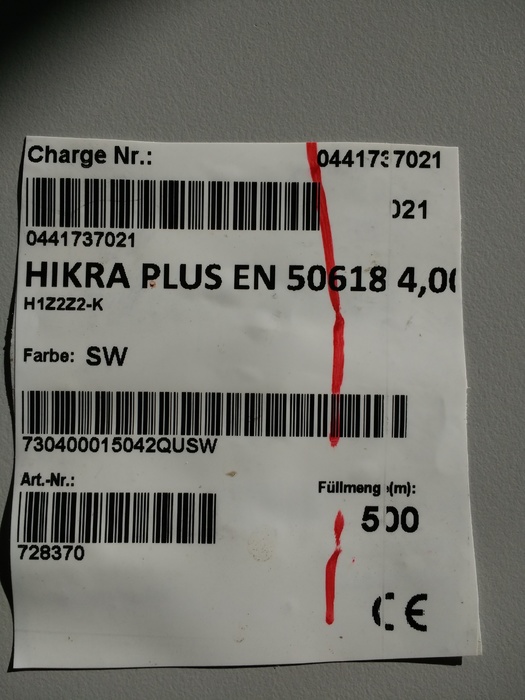 Charge Nr.: 0441737021
021
0441737021
HIKRA PLUS EN 50618 4,0
H1Z2Z2-K
Farbe: SW
730400015042QUSW
Art.-Nr.: Füllmeng (m):
500
728370
CE